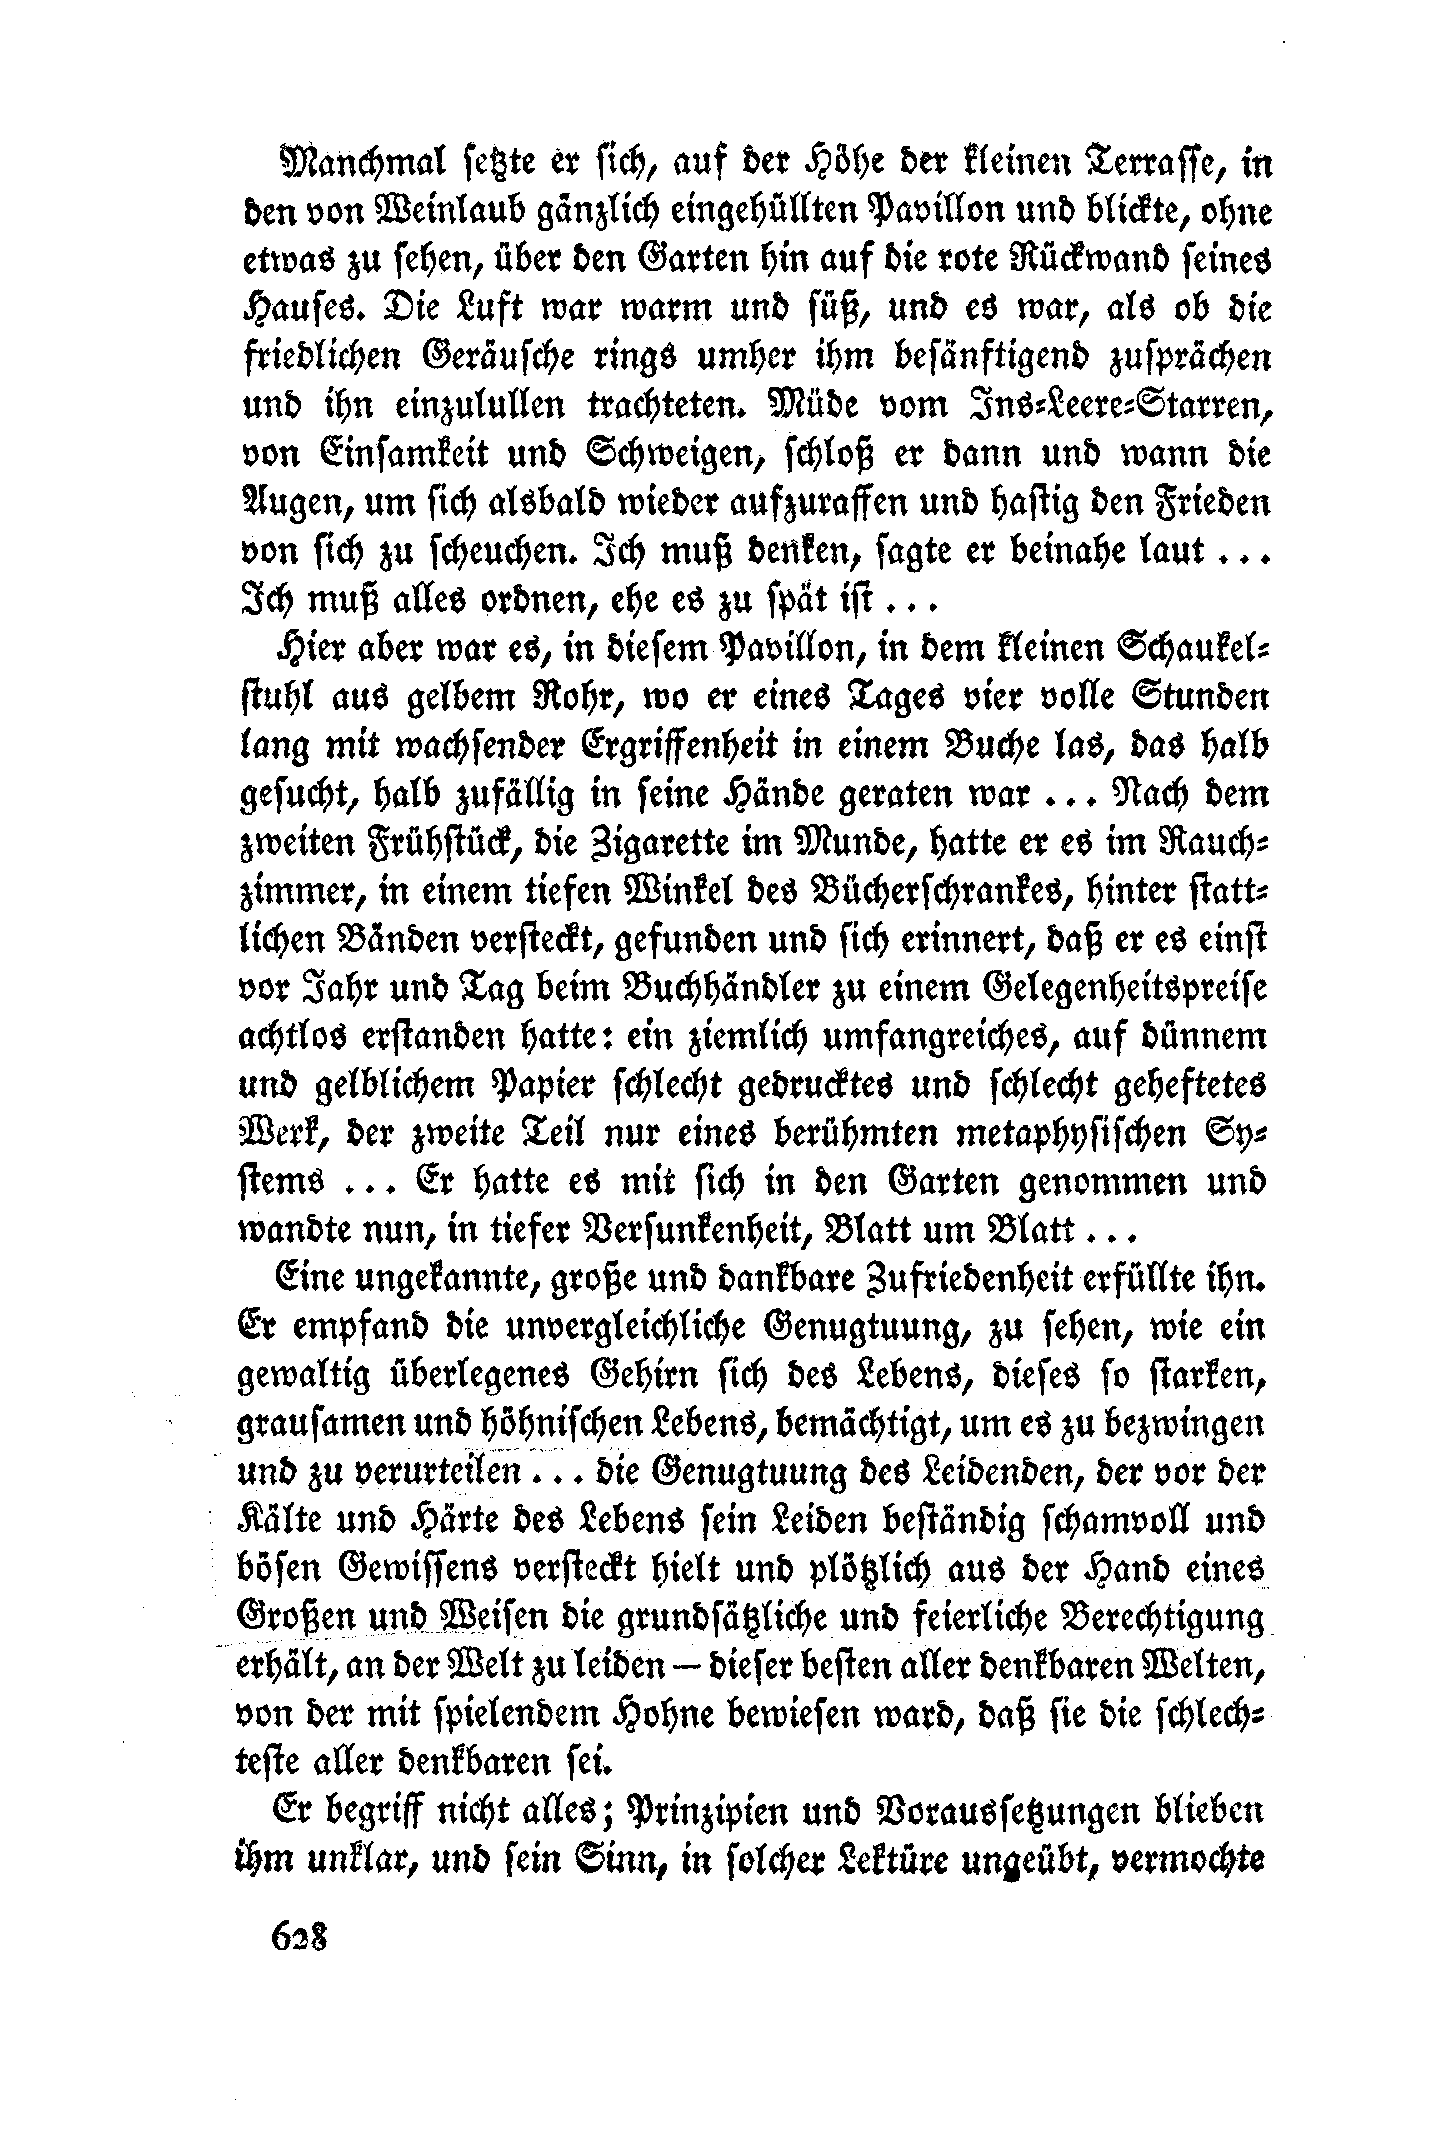 Manchmal setzte er sich, auf der Höhe der kleinen Terrasse, in
den von Weinlaub gänzlich eingehüllten Pavillon und blickte, ohne
etwas zu sehen, über den Garten hin auf die rote Rückwand seines
Hauses. Die Luft war warm und süß, und es war, als ob die
friedlichen Geräusche rings umher ihm besänftigend zusprächen
und ihn einzulullen trachteten. Müde vom Ins-Leere-Starren,
von Einsamkeit und Schweigen, schloß er dann und wann die
Augen, um sich alsbald wieder aufzuraffen und hastig den Frieden
von sich zu scheuchen. Ich muß denken, sagte er beinahe laut ...
Ich muß alles ordnen, ehe es zu spät ist ...
Hier aber war es, in diesem Pavillon, in dem kleinen Schaukel-
stuhl aus gelbem Rohr, wo er eines Tages vier volle Stunden
lang mit wachsender Ergriffenheit in einem Buche las, das halb
gesucht, halb zufällig in seine Hände geraten war ... Nach dem
zweiten Frühstück, die Zigarette im Munde, hatte er es im Rauch-
zimmer, in einem tiefen Winkel des Bücherschrankes, hinter statt-
lichen Bänden versteckt, gefunden und sich erinnert, daß er es einst
vor Jahr und Tag beim Buchhändler zu einem Gelegenheitspreise
achtlos erstanden hatte: ein ziemlich umfangreiches, auf dünnem
und gelblichem Papier schlecht gedrucktes und schlecht geheftetes
Werk, der zweite Teil nur eines berühmten metaphysischen Sy-
stems ... Er hatte es mit sich in den Garten genommen und
wandte nun, in tiefer Versunkenheit, Blatt um Blatt ...
Eine ungekannte, große und dankbare Zufriedenheit erfüllte ihn.
Er empfand die unvergleichliche Genugtuung, zu sehen, wie ein
gewaltig überlegenes Gehirn sich des Lebens, dieses so starken,
grausamen und höhnischen Lebens, bemächtigt, um es zu bezwingen
und zu verurteilen ... die Genugtuung des Leidenden, der vor der
Kälte und Härte des Lebens sein Leiden beständig schamvoll und
bösen Gewissens versteckt hielt und plötzlich aus der Hand eines
Großen und Weisen die grundsätzliche und feierliche Berechtigung
erhält, an der Welt zu leiden — dieser besten aller denkbaren Welten,
von der mit spielendem Hohne bewiesen ward, daß sie die schlech-
teste aller denkbaren sei.
Er begriff nicht alles; Prinzipien und Voraussetzungen blieben
ihm unklar, und sein Sinn, in solcher Lektüre ungeübt, vermochte
628